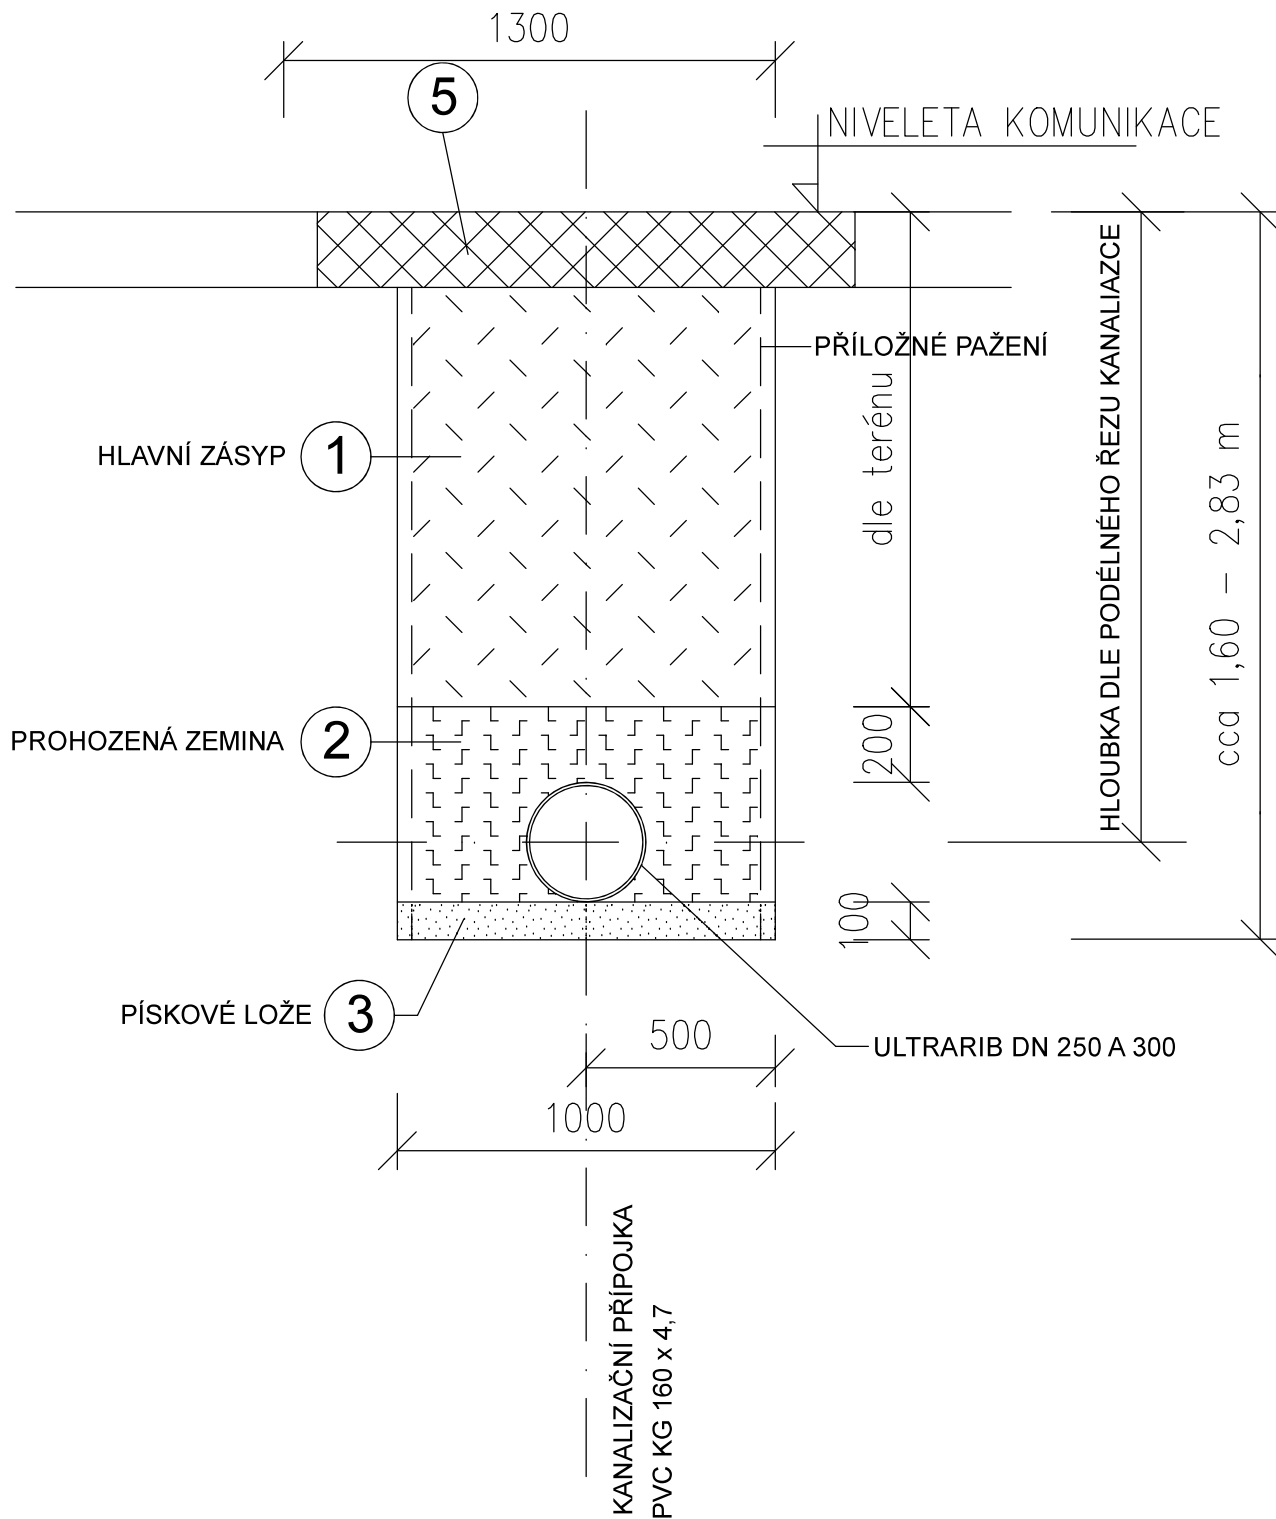 1300
5
NIVELETA KOMUNIKACE
PŘÍLOŽNÉ PAŽENÍ
dle terénu
HLOUBKA DLE PODÉLNÉHO ŘEZU KANALIAZCE
cca 1,60 – 2,83 m
HLAVNÍ ZÁSYP 1
PROHOZENÁ ZEMINA 2
200
100
PÍSKOVÉ LOŽE 3
500
ULTRARIB DN 250 A 300
1000
KANALIZAČNÍ PŘÍPOJKA
PVC KG 160 x 4,7